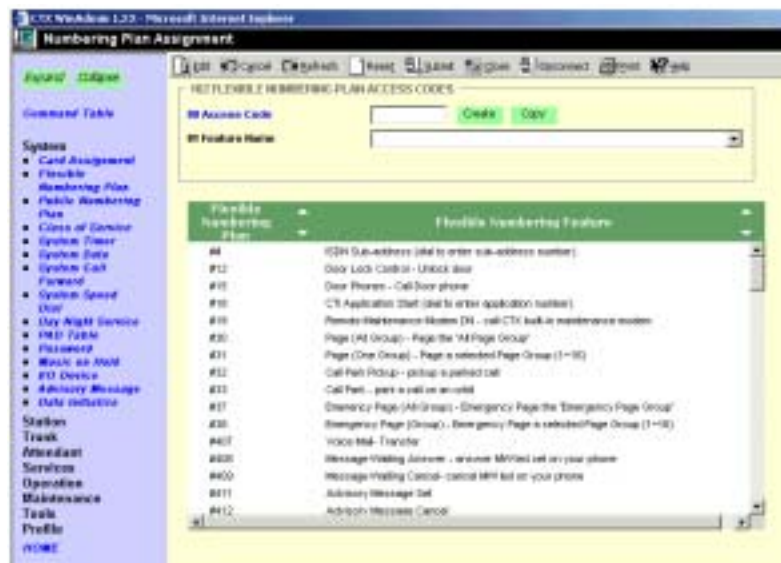 CTX WinAdmin 1.23 - Microsoft Internet Explorer
Numbering Plan Assignment
Expand Collapse
Command Table
System
Card Assignment
Flexible Numbering Plan
Public Numbering Plan
Class of Service
System Timer
System Data
System Call Forward
System Speed Dial
Day Night Service
PAD Table
Password
Music on Hold
I/O Device
Advisory Message
Data Initialize
Station
Trunk
Attendant
Services
Operation
Maintenance
Tools
Profile
HOME
Edit Cancel Refresh Reset Submit Disconnect Print Help
FLEXIBLE NUMBERING PLAN ACCESS CODES
00 Access Code Create Copy
01 Feature Name
Flexible Numbering Plan Flexible Numbering Feature
#4 ISDN Sub-address (dial to enter sub-address number)
#12 Door Lock Control - Unlock door
#15 Door Phones - Call Door phone
#18 CTI Application Start (dial to enter application number)
#19 Remote Maintenance Modem DN - call CTX built-in maintenance modem
#30 Page (All Group) - Page the 'All Page Group'
#31 Page (One Group) - Page a selected Page Group (1~16)
#32 Call Park Pickup - pickup a parked call
#33 Call Park - park a call on an orbit
#37 Emergency Page (All Group) - Emergency Page the 'Emergency Page Group'
#38 Emergency Page (Group) - Emergency Page a selected Page Group (1~16)
#407 Voice Mail- Transfer
#408 Message Waiting Answer - answer MW led set on your phone
#409 Message Waiting Cancel- cancel MW led on your phone
#411 Advisory Message Set
#412 Advisory Message Cancel